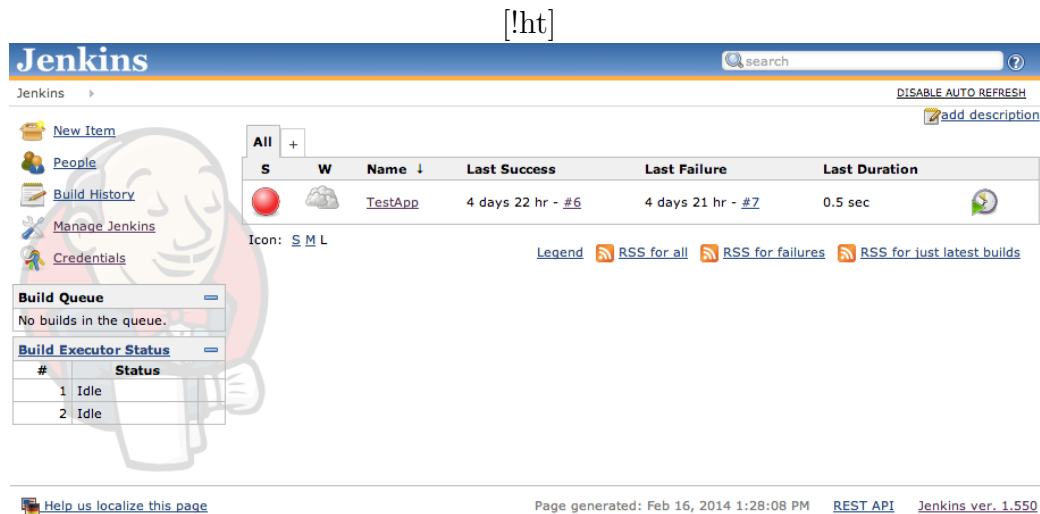 [!ht]
Jenkins
search
?
Jenkins
DISABLE AUTO REFRESH
add description
New Item
People
Build History
Manage Jenkins
Credentials
All +
S W Name ↓ Last Success Last Failure Last Duration
TestApp 4 days 22 hr - #6 4 days 21 hr - #7 0.5 sec
Icon: S M L
Legend RSS for all RSS for failures RSS for just latest builds
Build Queue
No builds in the queue.
Build Executor Status
# Status
1 Idle
2 Idle
Help us localize this page Page generated: Feb 16, 2014 1:28:08 PM REST API Jenkins ver. 1.550